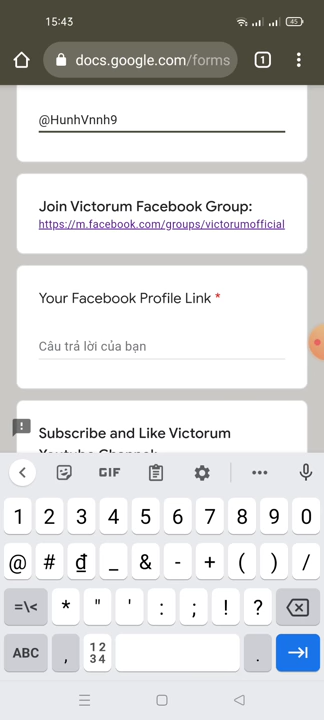 15:43
45
docs.google.com/forms
1
@HunhVnnh9
Join Victorum Facebook Group:
https://m.facebook.com/groups/victorumofficial
Your Facebook Profile Link *
Câu trả lời của bạn
Subscribe and Like Victorum
Youtube Channel:
GIF
1 2 3 4 5 6 7 8 9 0
@ # ₫ _ & - + ( ) /
=\< * " ' : ; ! ? 
ABC , 12 34 .